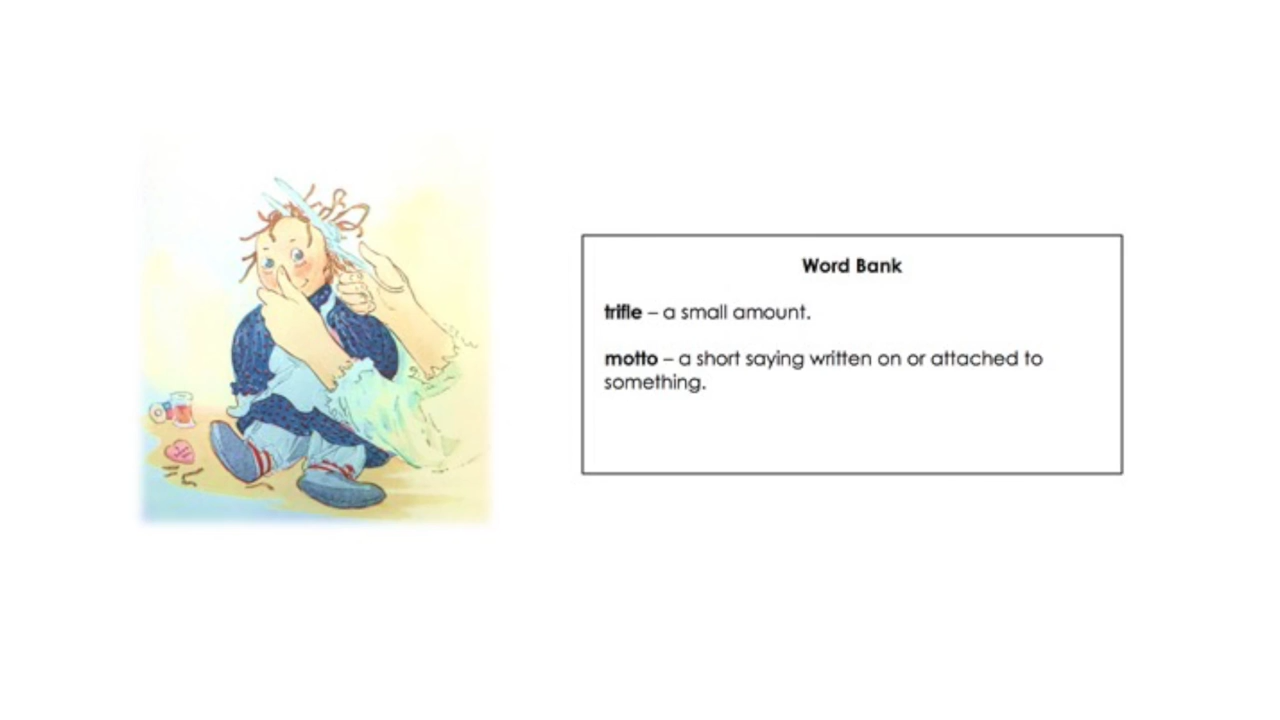 Word Bank
trifle – a small amount.
motto – a short saying written on or attached to
something.